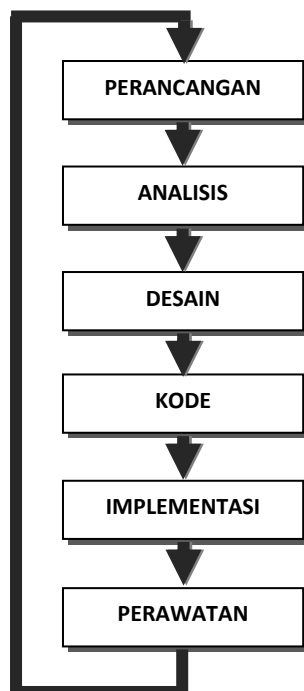 PERANCANGAN
ANALISIS
DESAIN
KODE
IMPLEMENTASI
PERAWATAN